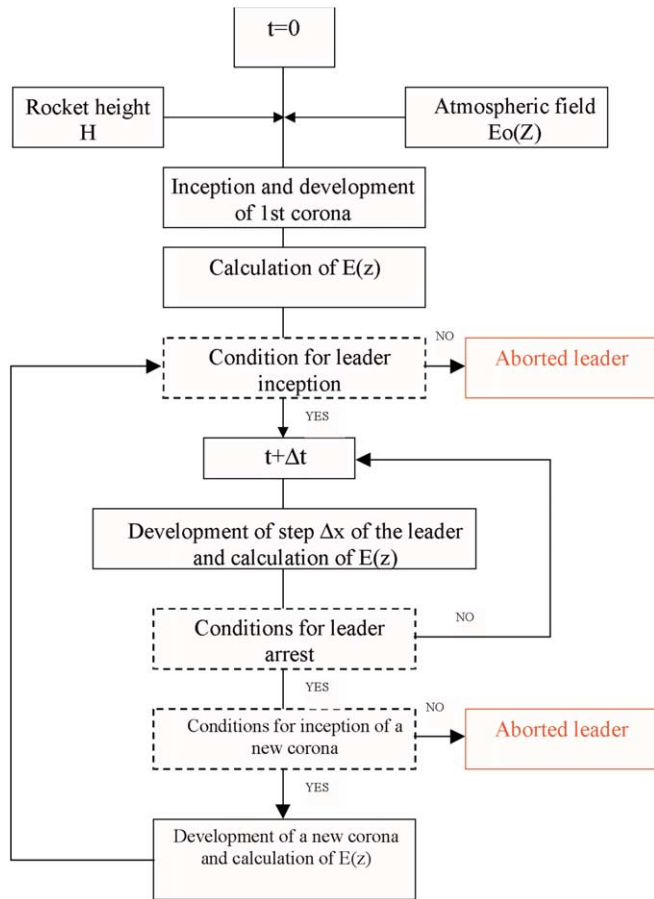 t=0
Rocket height
H
Atmospheric field
Eo(Z)
Inception and development
of 1st corona
Calculation of E(z)
Condition for leader
inception
NO
Aborted leader
YES
t+Δt
Development of step Δx of the leader
and calculation of E(z)
Conditions for leader
arrest
NO
YES
Conditions for inception of a
new corona
NO
Aborted leader
YES
Development of a new corona
and calculation of E(z)